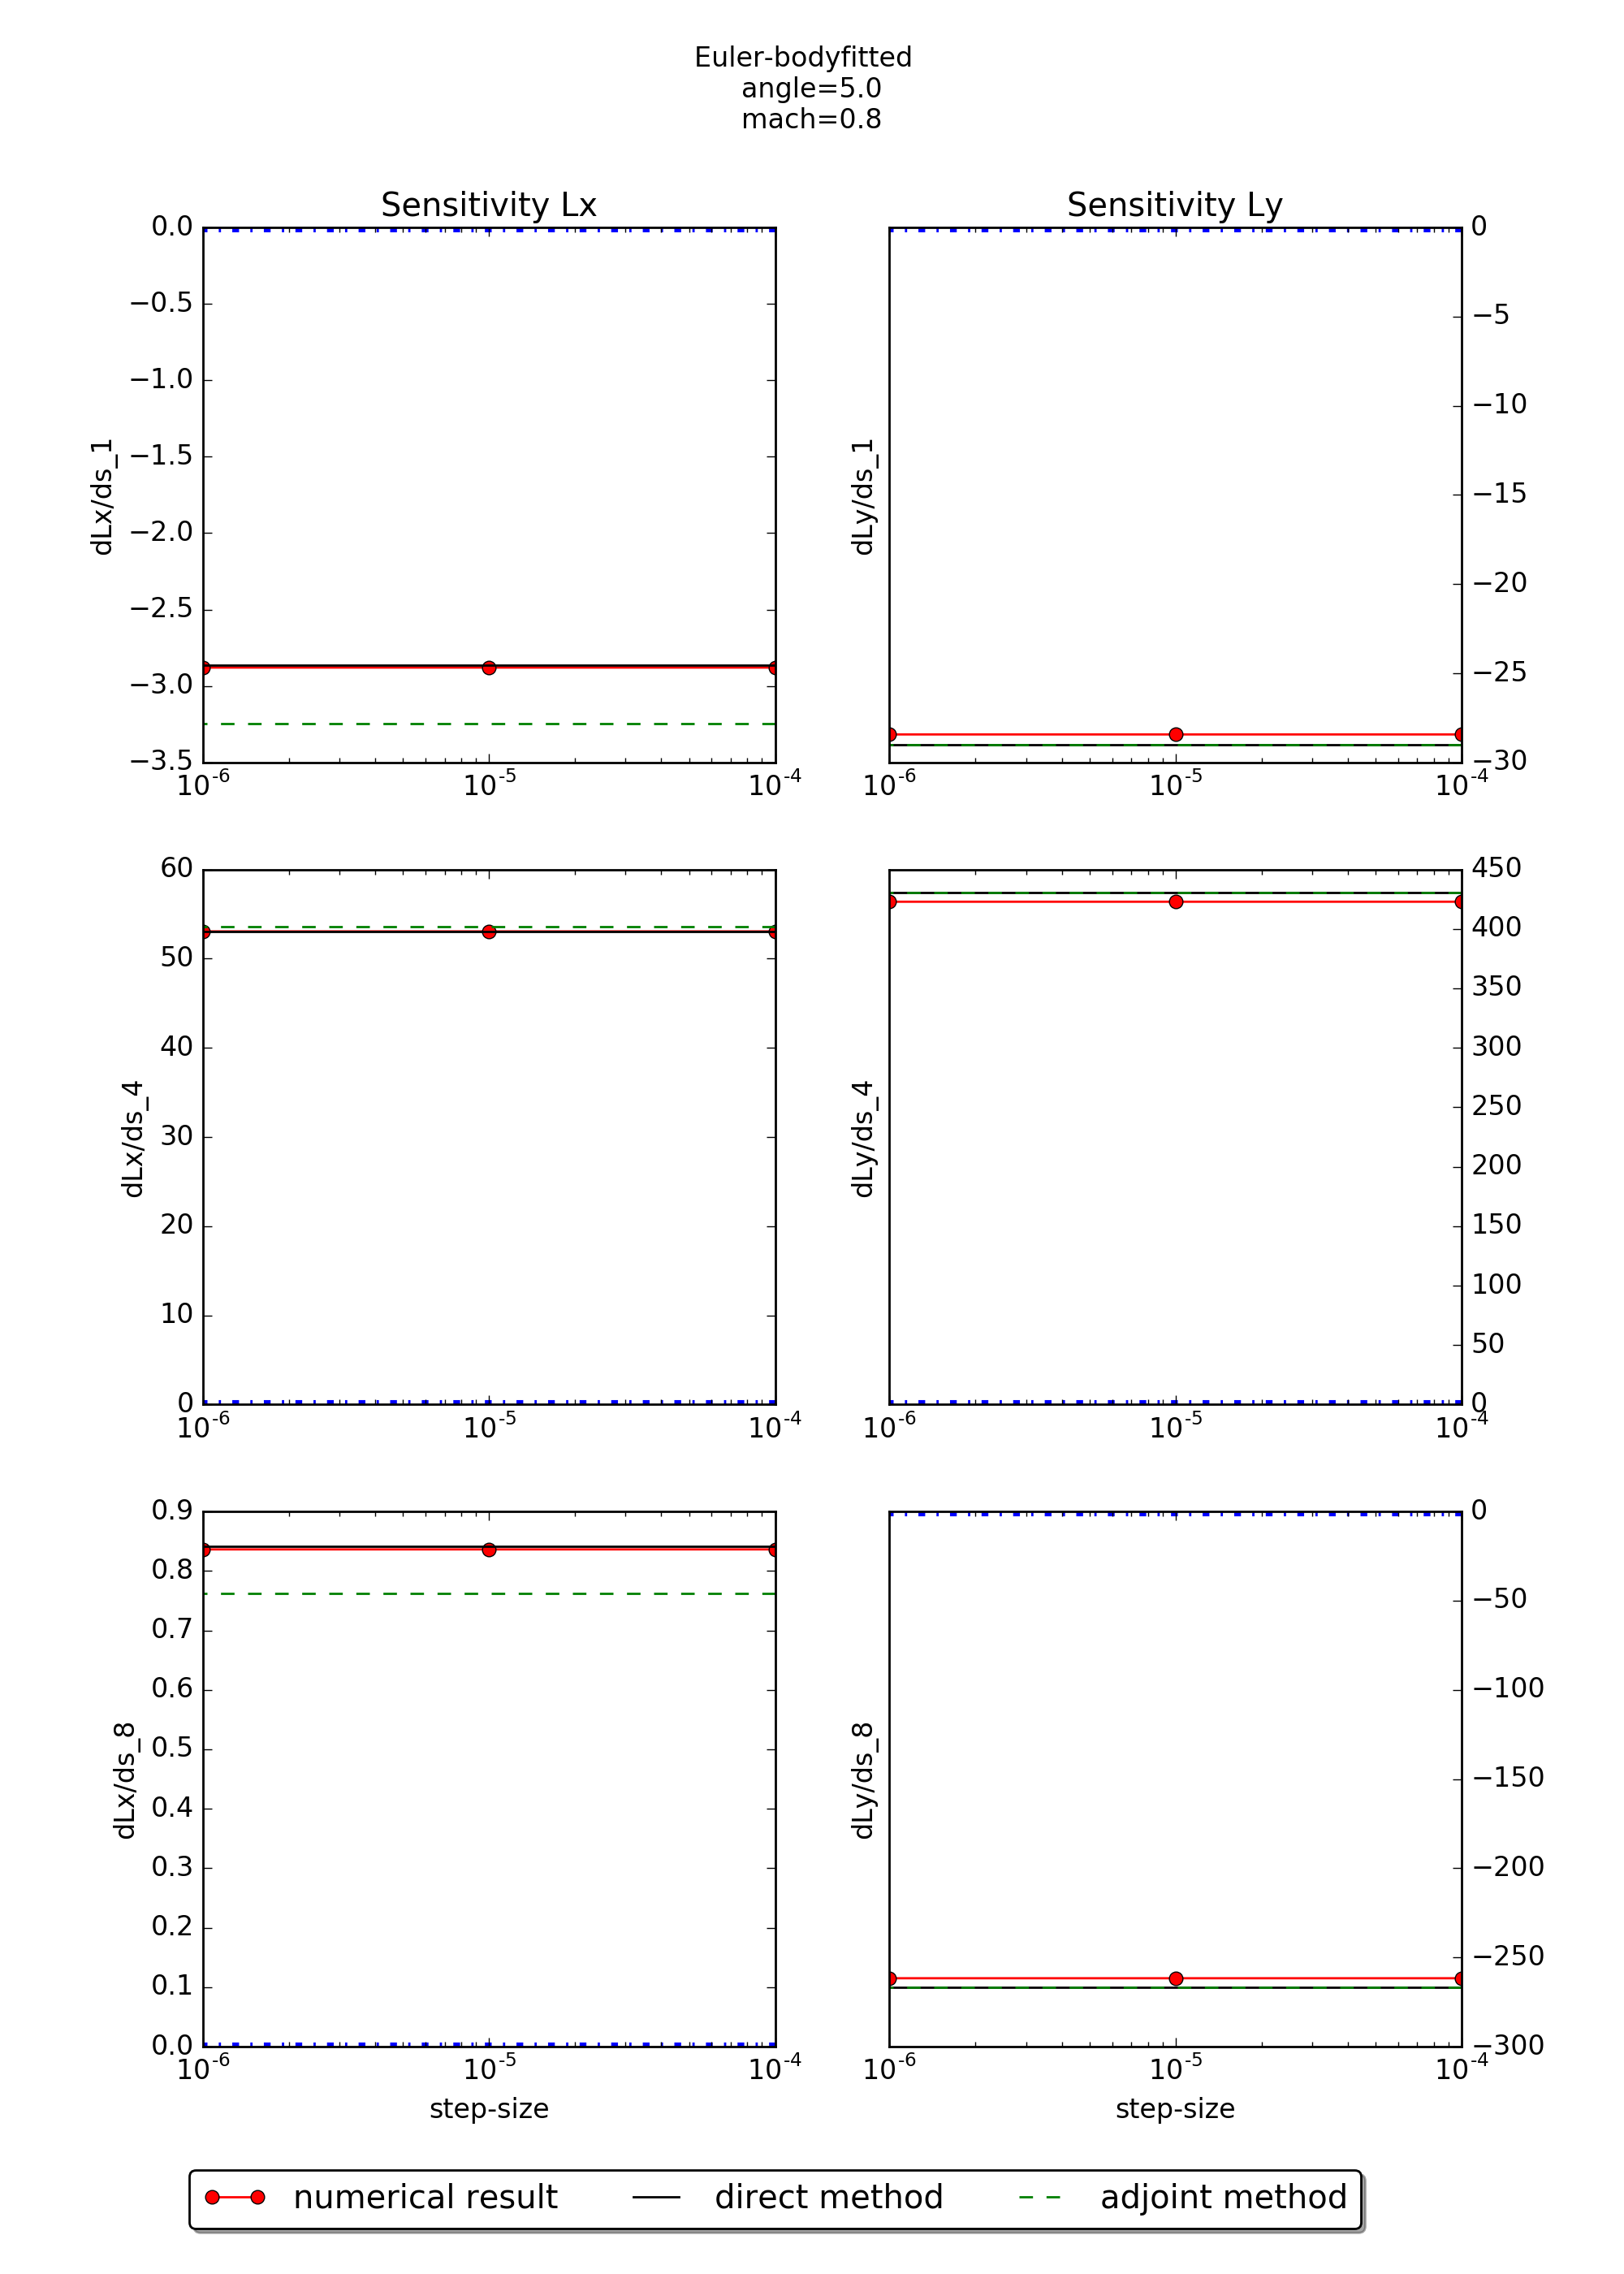 Euler-bodyfitted
angle=5.0
mach=0.8
Sensitivity Lx
Sensitivity Ly
0.0
−0.5
−1.0
−1.5
−2.0
−2.5
−3.0
−3.5
dLx/ds_1
10^-6 10^-5 10^-4
dLy/ds_1
0
−5
−10
−15
−20
−25
−30
10^-6 10^-5 10^-4
60
50
40
30
20
10
0
dLx/ds_4
10^-6 10^-5 10^-4
dLy/ds_4
450
400
350
300
250
200
150
100
50
0
10^-6 10^-5 10^-4
0.9
0.8
0.7
0.6
0.5
0.4
0.3
0.2
0.1
0.0
dLx/ds_8
10^-6 10^-5 10^-4
step-size
dLy/ds_8
0
−50
−100
−150
−200
−250
−300
10^-6 10^-5 10^-4
step-size
numerical result direct method adjoint method